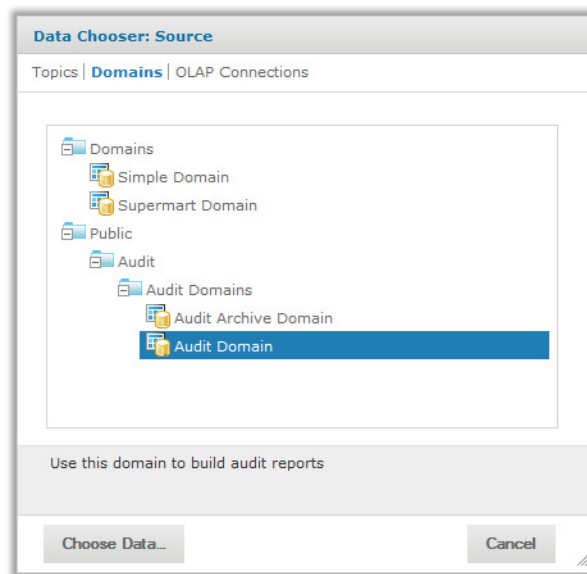 Data Chooser: Source
Topics | Domains | OLAP Connections
Domains
Simple Domain
Supermart Domain
Public
Audit
Audit Domains
Audit Archive Domain
Audit Domain
Use this domain to build audit reports
Choose Data... Cancel